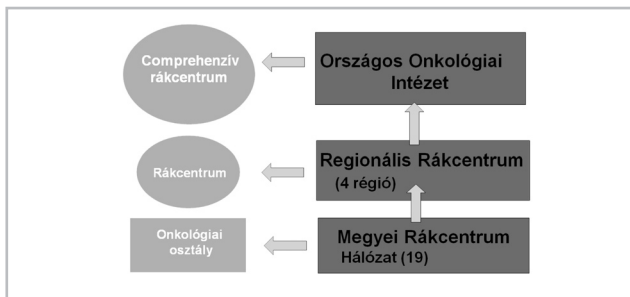 Comprehenzív
rákcentrum
Országos Onkológiai
Intézet
Rákcentrum
Regionális Rákcentrum
(4 régió)
Onkológiai
osztály
Megyei Rákcentrum
Hálózat (19)